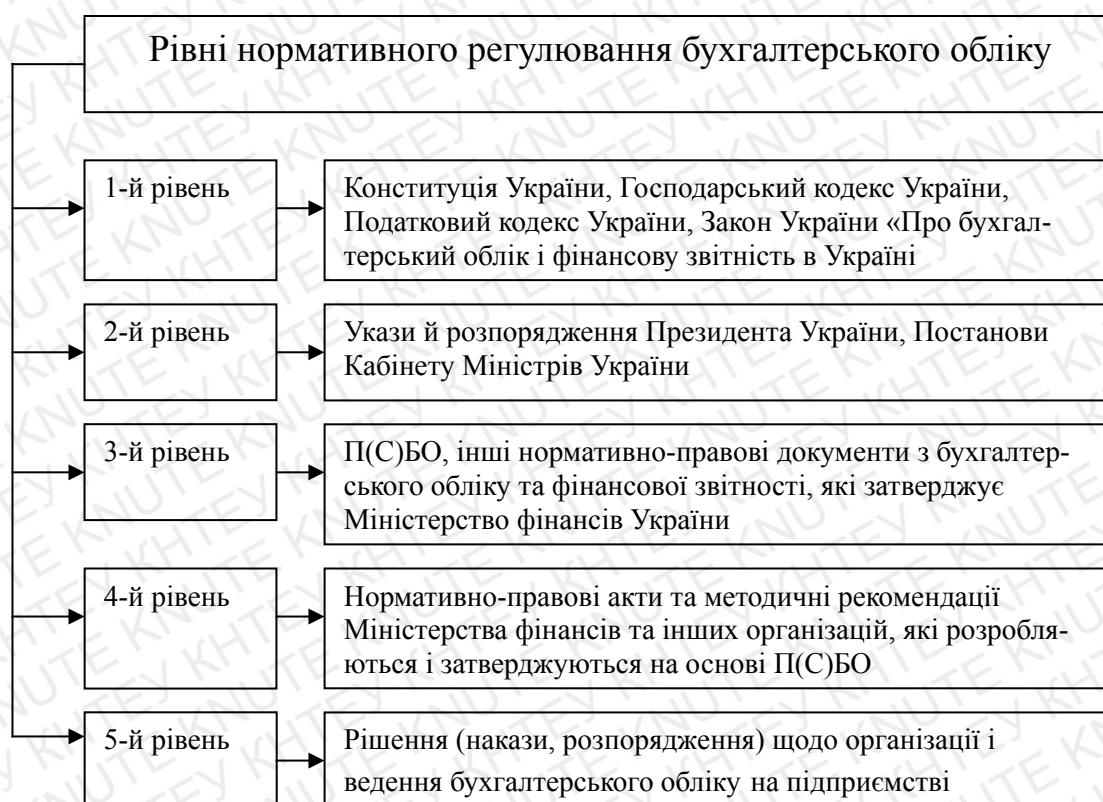 Рівні нормативного регулювання бухгалтерського обліку
1-й рівень
Конституція України, Господарський кодекс України,
Податковий кодекс України, Закон України «Про бухгал-
терський облік і фінансову звітність в Україні
2-й рівень
Укази й розпорядження Президента України, Постанови
Кабінету Міністрів України
3-й рівень
П(С)БО, інші нормативно-правові документи з бухгалтер-
ського обліку та фінансової звітності, які затверджує
Міністерство фінансів України
4-й рівень
Нормативно-правові акти та методичні рекомендації
Міністерства фінансів та інших організацій, які розробля-
ються і затверджуються на основі П(С)БО
5-й рівень
Рішення (накази, розпорядження) щодо організації і
ведення бухгалтерського обліку на підприємстві